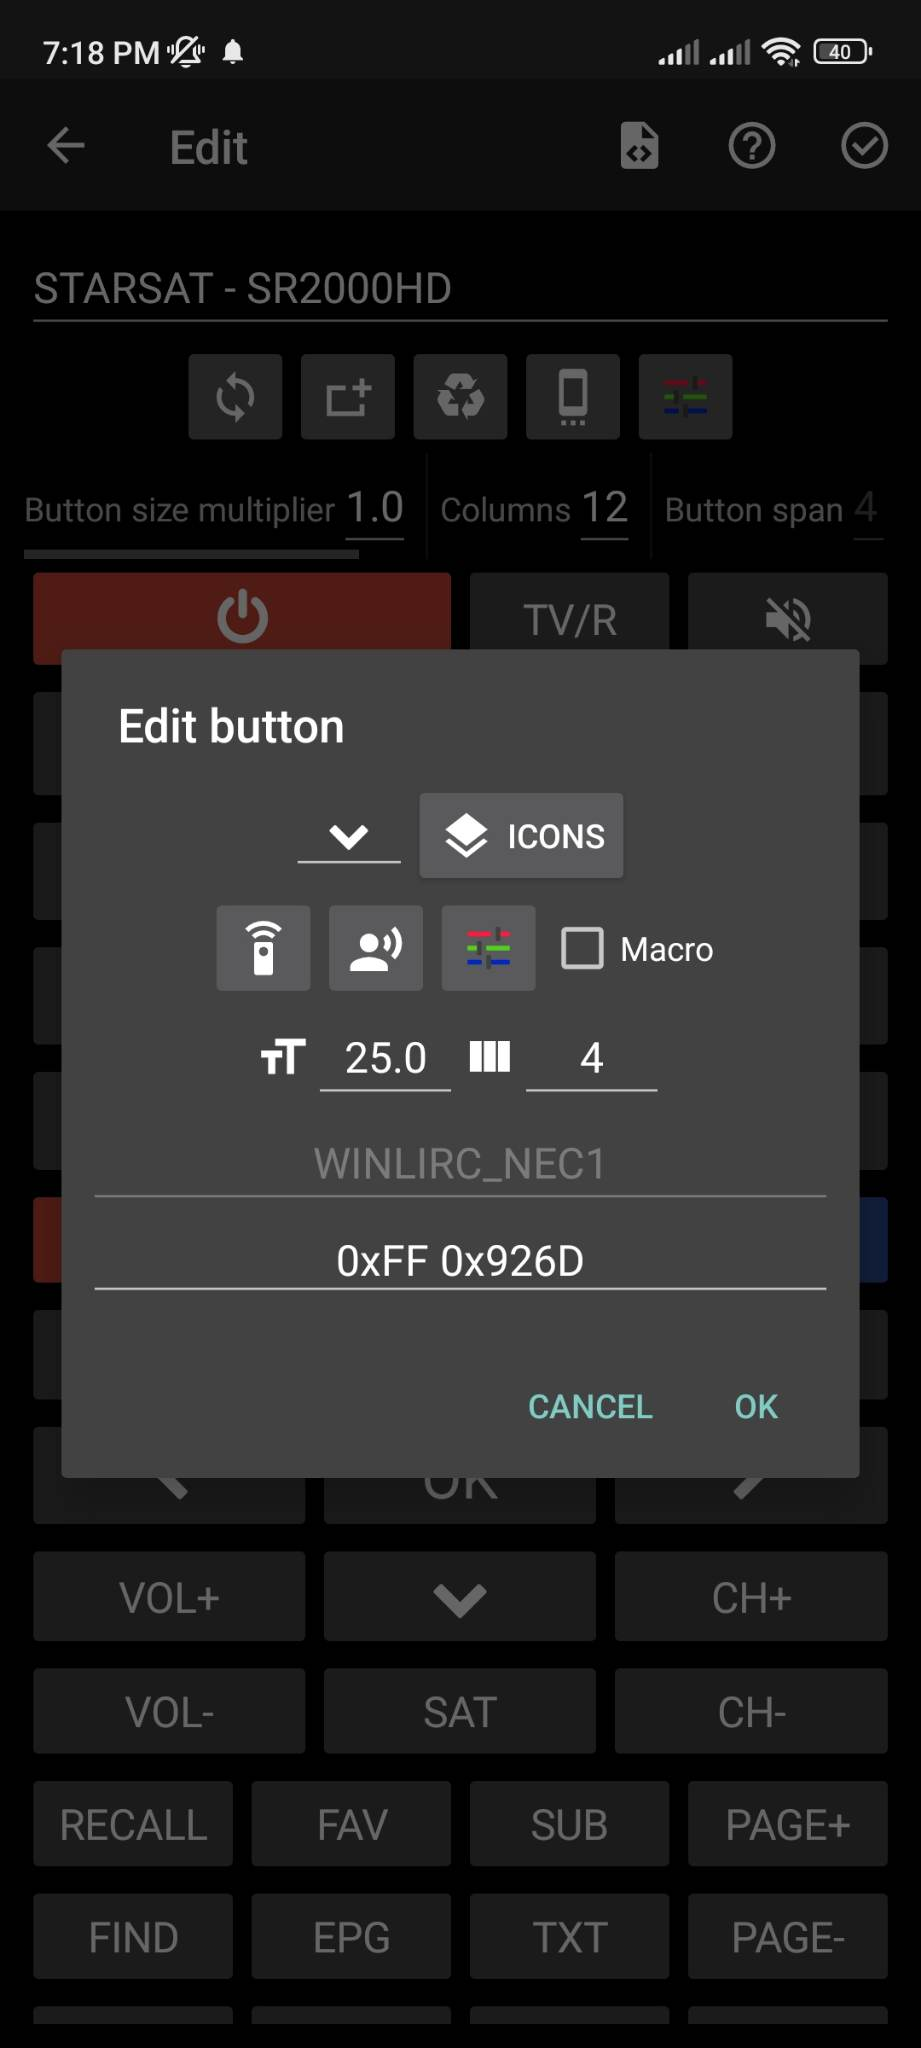 7:18 PM 40
Edit
STARSAT - SR2000HD
Button size multiplier 1.0 Columns 12 Button span 4
TV/R
Edit button
ICONS
Macro
25.0 4
WINLIRC_NEC1
0xFF 0x926D
CANCEL OK
OK
VOL+ CH+
VOL- SAT CH-
RECALL FAV SUB PAGE+
FIND EPG TXT PAGE-